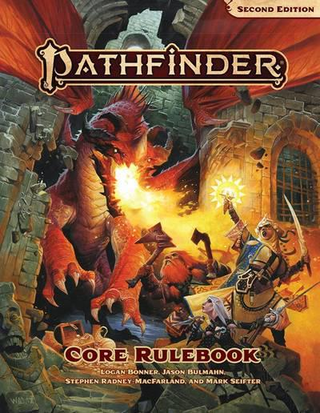 Second Edition
Pathfinder
Core Rulebook
Logan Bonner, Jason Bulmahn,
Stephen Radney-MacFarland, and Mark Seifter